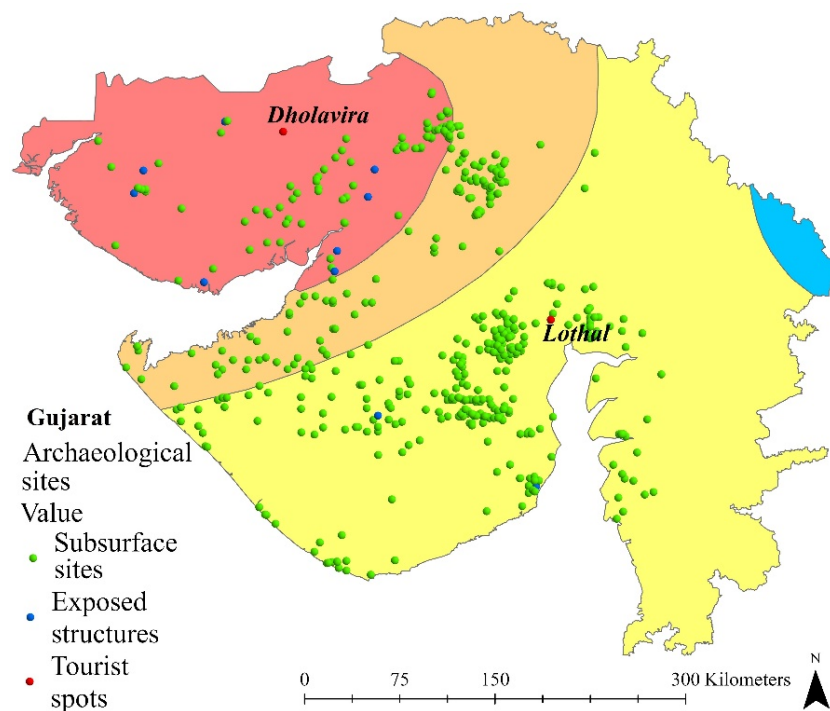 Dholavira
Lothal
Gujarat
Archaeological
sites
Value
Subsurface
sites
Exposed
structures
Tourist
spots
0 75 150 300 Kilometers
N